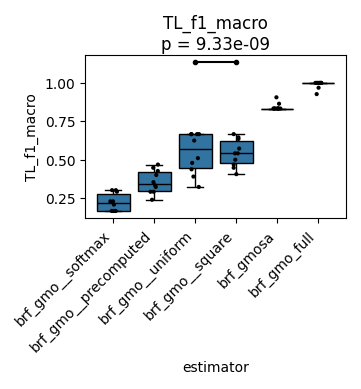 TL_f1_macro
p = 9.33e-09
TL_f1_macro
1.00
0.75
0.50
0.25
brf_gmo__softmax
brf_gmo__precomputed
brf_gmo__uniform
brf_gmo__square
brf_gmosa
brf_gmo_full
estimator